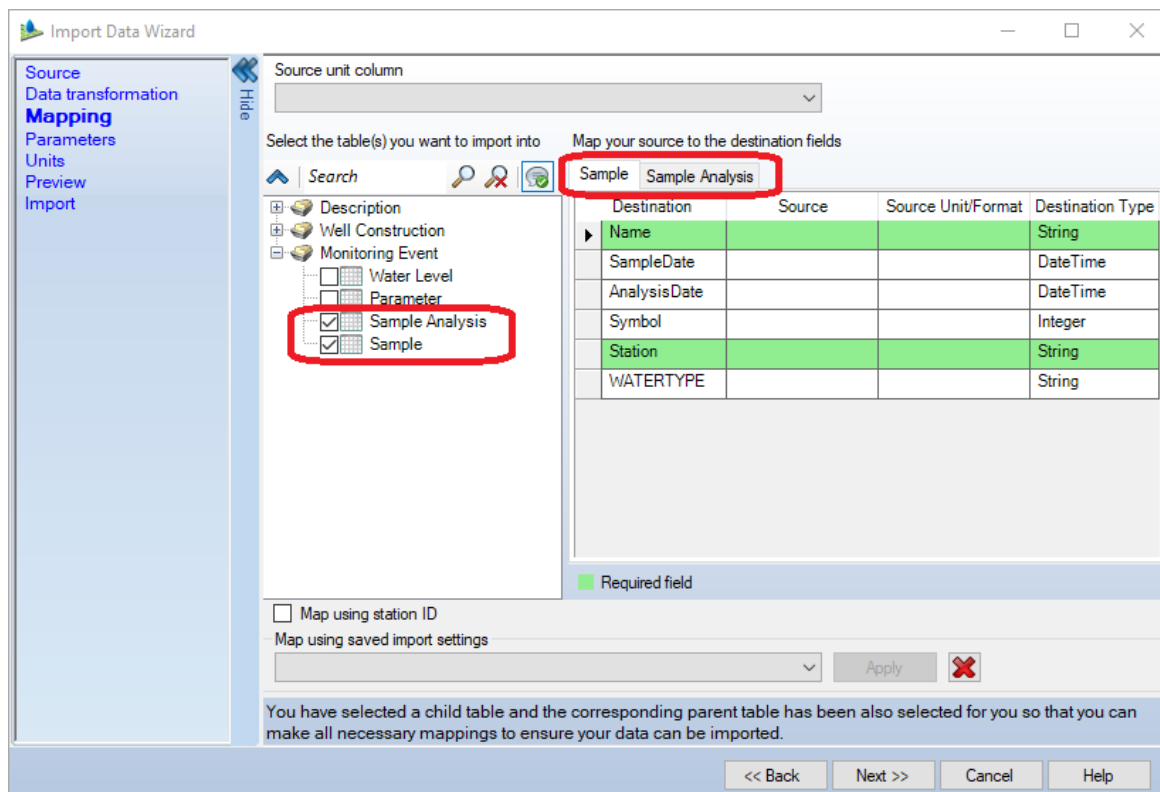 Import Data Wizard
Source
Data transformation
Mapping
Parameters
Units
Preview
Import
Hide
Source unit column
Select the table(s) you want to import into
Search
Description
Well Construction
Monitoring Event
Water Level
Parameter
Sample Analysis
Sample
Map your source to the destination fields
Sample Sample Analysis
Destination Source Source Unit/Format Destination Type
Name String
SampleDate DateTime
AnalysisDate DateTime
Symbol Integer
Station String
WATERTYPE String
Required field
Map using station ID
Map using saved import settings
Apply
You have selected a child table and the corresponding parent table has been also selected for you so that you can
make all necessary mappings to ensure your data can be imported.
<< Back Next >> Cancel Help